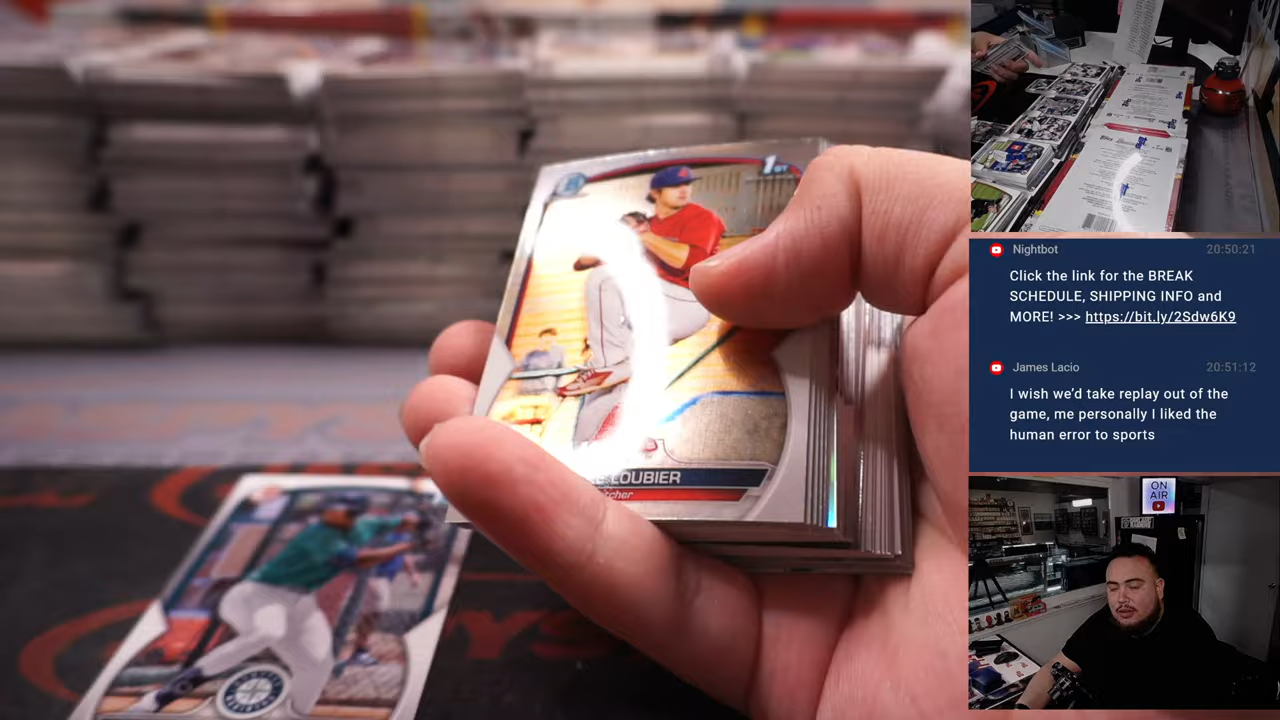 1ST
LOUBIER
Nightbot
20:50:21
Click the link for the BREAK
SCHEDULE, SHIPPING INFO and
MORE! >>> https://bit.ly/2Sdw6K9
James Lacio
20:51:12
I wish we'd take replay out of the
game, me personally I liked the
human error to sports
ON
AIR